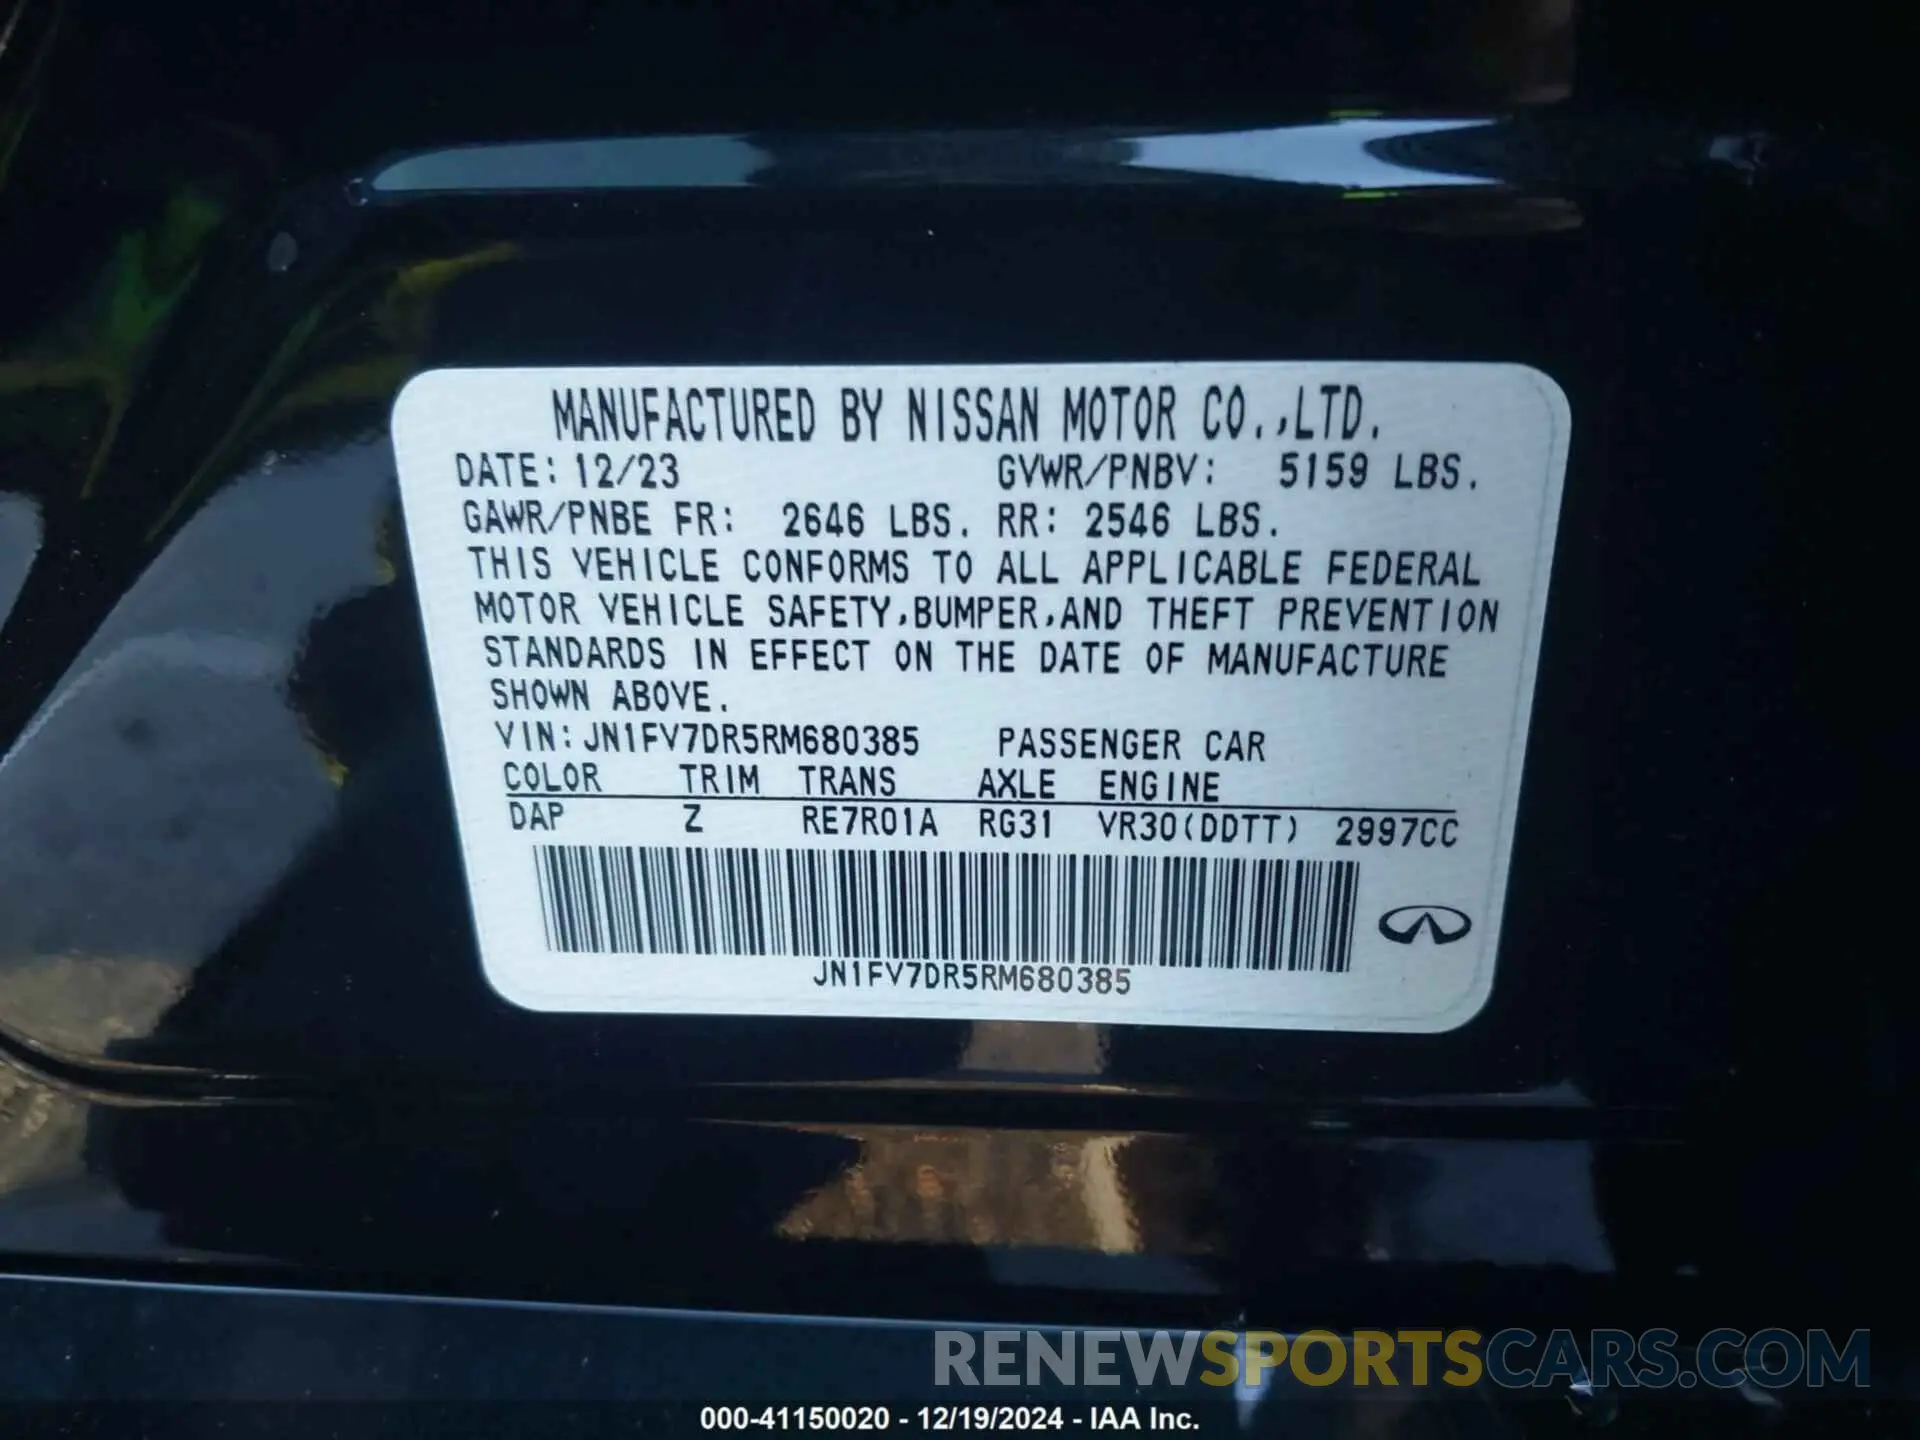 MANUFACTURED BY NISSAN MOTOR CO.,LTD.
DATE: 12/23 GVWR/PNBV: 5159 LBS.
GAWR/PNBE FR: 2646 LBS. RR: 2546 LBS.
THIS VEHICLE CONFORMS TO ALL APPLICABLE FEDERAL
MOTOR VEHICLE SAFETY,BUMPER,AND THEFT PREVENTION
STANDARDS IN EFFECT ON THE DATE OF MANUFACTURE
SHOWN ABOVE.
VIN: JN1FV7DR5RM680385 PASSENGER CAR
COLOR TRIM TRANS AXLE ENGINE
DAP Z RE7R01A RG31 VR30(DDTT) 2997CC
JN1FV7DR5RM680385
RENEWSPORTSCARS.COM
000-41150020 - 12/19/2024 - IAA Inc.